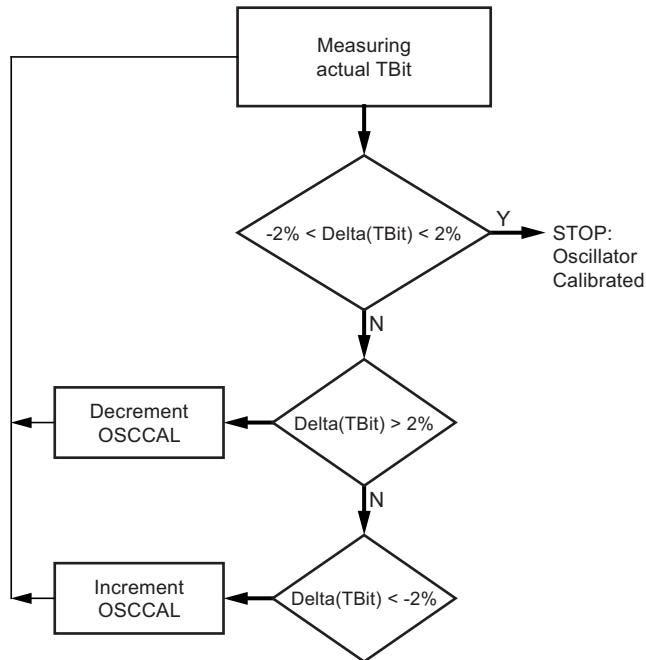 Measuring
actual TBit
-2% < Delta(TBit) < 2%
Y
STOP:
Oscillator
Calibrated
N
Decrement
OSCCAL
Delta(TBit) > 2%
N
Increment
OSCCAL
Delta(TBit) < -2%